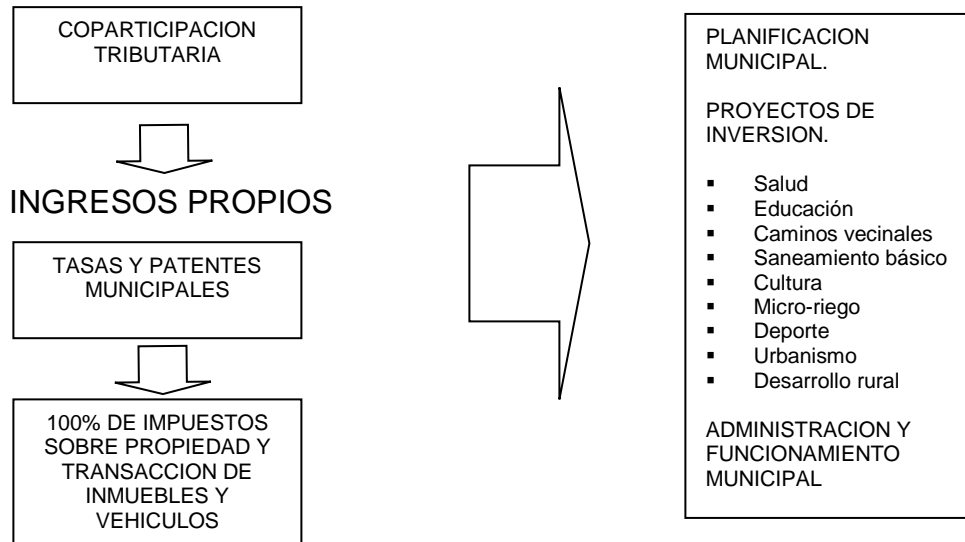 COPARTICIPACION
TRIBUTARIA
INGRESOS PROPIOS
TASAS Y PATENTES
MUNICIPALES
100% DE IMPUESTOS
SOBRE PROPIEDAD Y
TRANSACCION DE
INMUEBLES Y
VEHICULOS
PLANIFICACION
MUNICIPAL.
PROYECTOS DE
INVERSION.
▪ Salud
▪ Educación
▪ Caminos vecinales
▪ Saneamiento básico
▪ Cultura
▪ Micro-riego
▪ Deporte
▪ Urbanismo
▪ Desarrollo rural
ADMINISTRACION Y
FUNCIONAMIENTO
MUNICIPAL